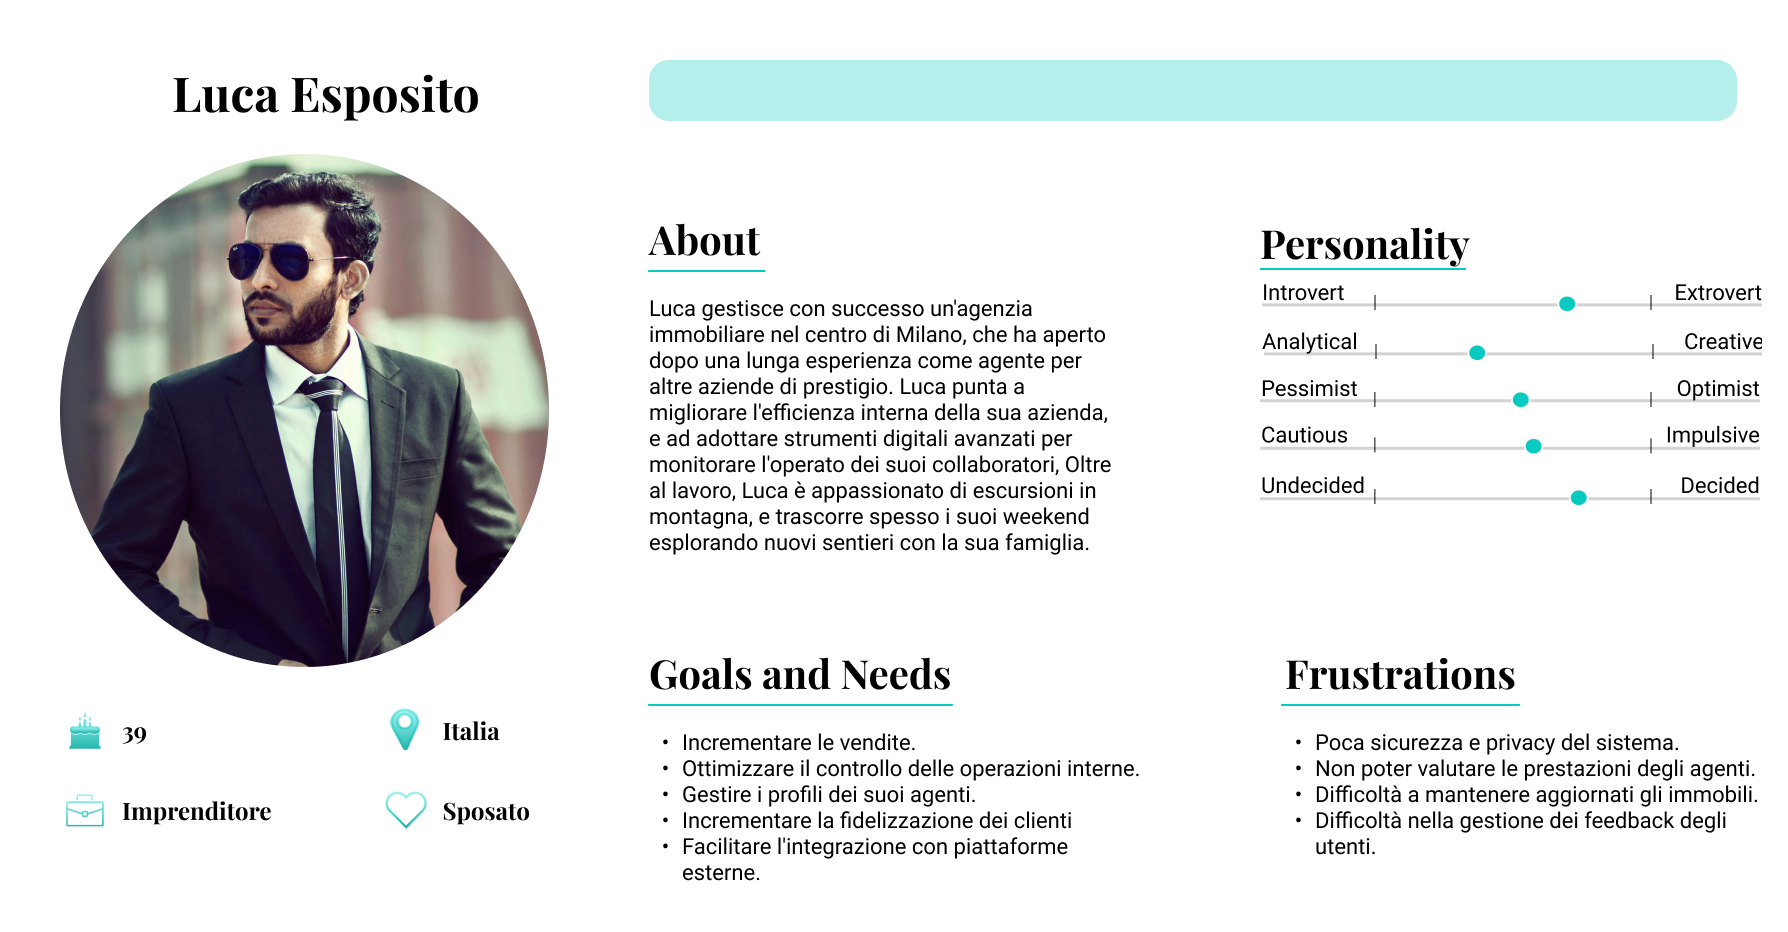 Luca Esposito
39
Italia
Imprenditore
Sposato
About
Luca gestisce con successo un'agenzia
immobiliare nel centro di Milano, che ha aperto
dopo una lunga esperienza come agente per
altre aziende di prestigio. Luca punta a
migliorare l'efficienza interna della sua azienda,
e ad adottare strumenti digitali avanzati per
monitorare l'operato dei suoi collaboratori, Oltre
al lavoro, Luca è appassionato di escursioni in
montagna, e trascorre spesso i suoi weekend
esplorando nuovi sentieri con la sua famiglia.
Personality
Introvert Extrovert
Analytical Creative
Pessimist Optimist
Cautious Impulsive
Undecided Decided
Goals and Needs
• Incrementare le vendite.
• Ottimizzare il controllo delle operazioni interne.
• Gestire i profili dei suoi agenti.
• Incrementare la fidelizzazione dei clienti
• Facilitare l'integrazione con piattaforme
esterne.
Frustrations
• Poca sicurezza e privacy del sistema.
• Non poter valutare le prestazioni degli agenti.
• Difficoltà a mantenere aggiornati gli immobili.
• Difficoltà nella gestione dei feedback degli
utenti.